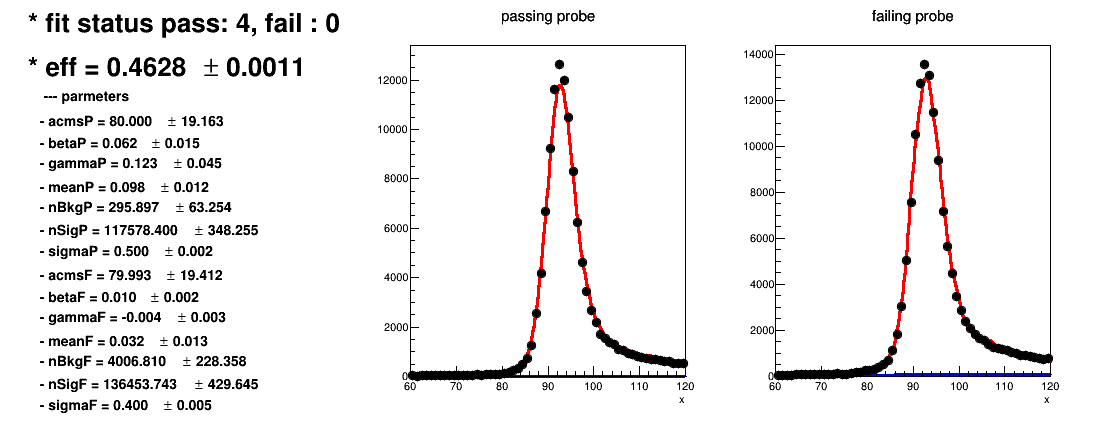 * fit status pass: 4, fail : 0
* eff = 0.4628 ± 0.0011
--- parmeters
- acmsP = 80.000 ± 19.163
- betaP = 0.062 ± 0.015
- gammaP = 0.123 ± 0.045
- meanP = 0.098 ± 0.012
- nBkgP = 295.897 ± 63.254
- nSigP = 117578.400 ± 348.255
- sigmaP = 0.500 ± 0.002
- acmsF = 79.993 ± 19.412
- betaF = 0.010 ± 0.002
- gammaF = -0.004 ± 0.003
- meanF = 0.032 ± 0.013
- nBkgF = 4006.810 ± 228.358
- nSigF = 136453.743 ± 429.645
- sigmaF = 0.400 ± 0.005
passing probe
12000
10000
8000
6000
4000
2000
0
60 70 80 90 100 110 120
x
failing probe
14000
12000
10000
8000
6000
4000
2000
0
60 70 80 90 100 110 120
x